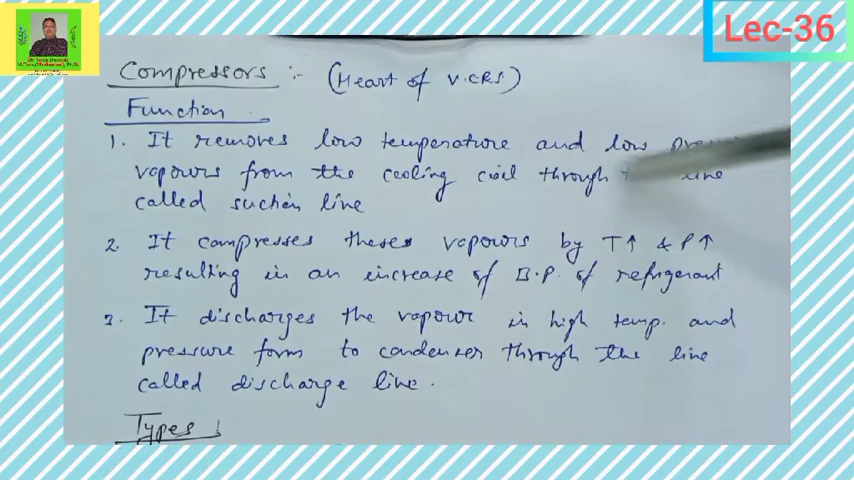 Lec-36
Compressors :- (Heart of V.CRS)
Function
1. It removes low temperature and low
vapours from the cooling coil through line
called suction line
2. It compresses these vapours by T↑ & P↑
resulting in an increase of B.P. of refrigerant
3. It discharges the vapour in high temp. and
pressure form to condenser through the line
called discharge line.
Types